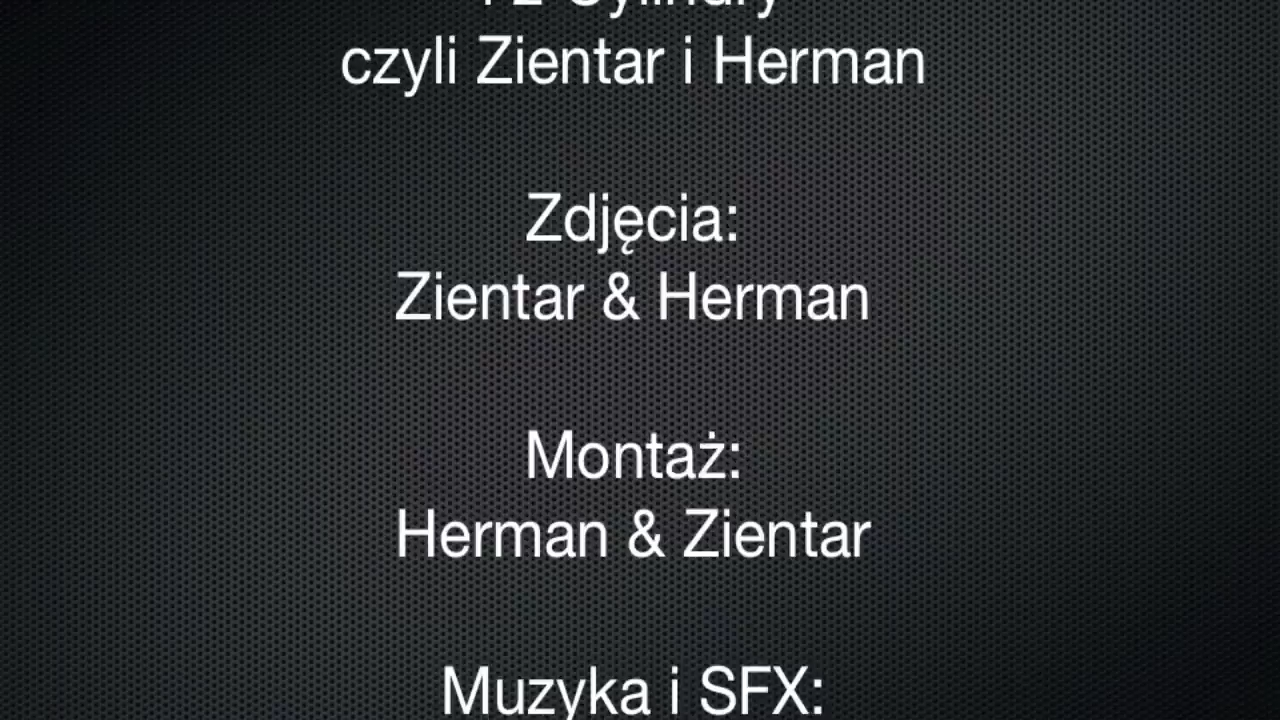 czyli Zientar i Herman
Zdjęcia:
Zientar & Herman
Montaż:
Herman & Zientar
Muzyka i SFX: